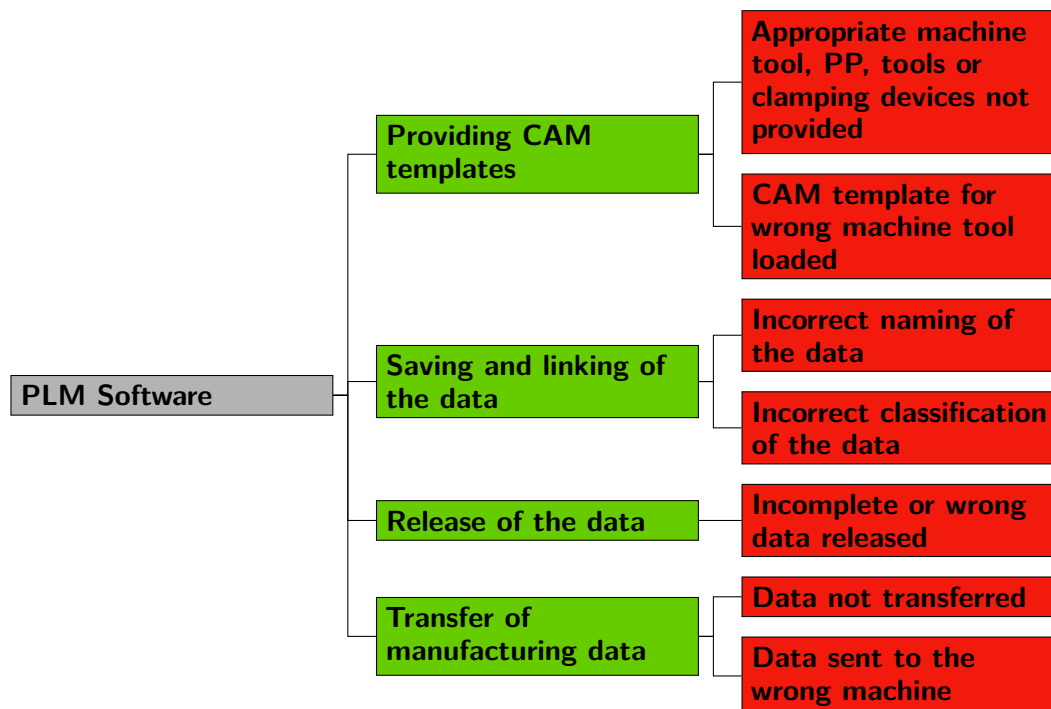 PLM Software
Providing CAM
templates
Appropriate machine
tool, PP, tools or
clamping devices not
provided
CAM template for
wrong machine tool
loaded
Saving and linking of
the data
Incorrect naming of
the data
Incorrect classification
of the data
Release of the data
Incomplete or wrong
data released
Transfer of
manufacturing data
Data not transferred
Data sent to the
wrong machine